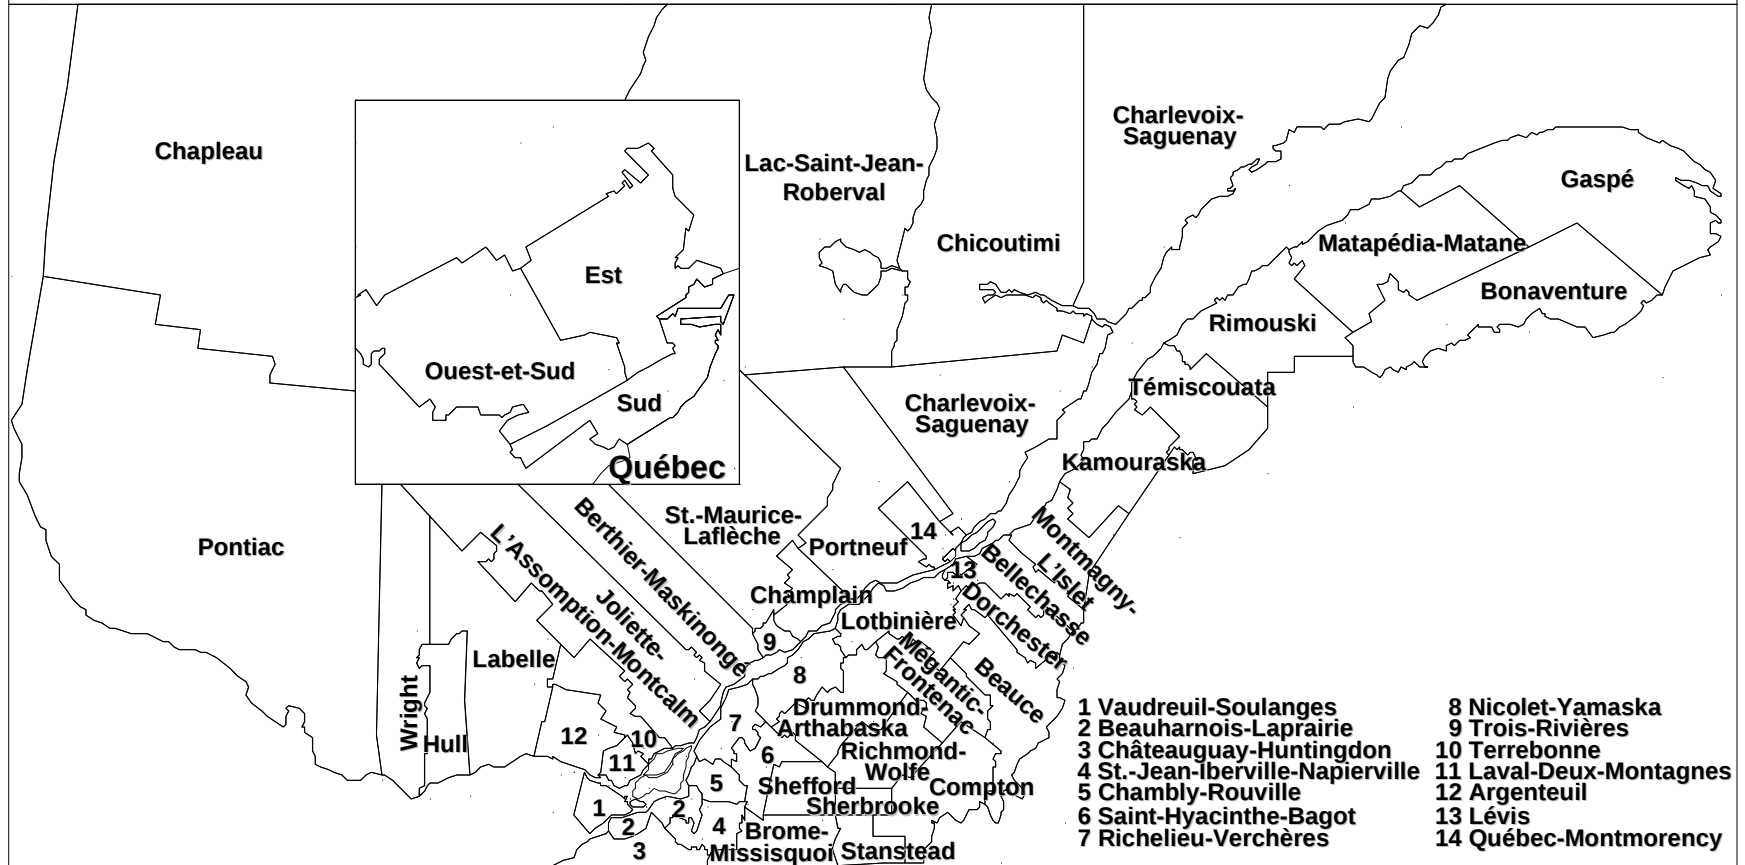 Chapleau
Lac-Saint-Jean-
Roberval
Chicoutimi
Charlevoix-
Saguenay
Gaspé
Matapédia-Matane
Bonaventure
Rimouski
Témiscouata
Kamouraska
Est
Ouest-et-Sud
Sud
Québec
Charlevoix-
Saguenay
Pontiac
Wright
Hull
Labelle
L'Assomption-Montcalm
Joliette-
Berthier-Maskinongé
St.-Maurice-
Laflèche
Portneuf
14
Champlain
13
Montmagny-
L'Islet
Bellechasse
Dorchester
Lotbinière
Mégantic-
Frontenac
Beauce
9
8
7
Drummond-
Arthabaska
6
Richmond-
Wolfe
Shefford
Sherbrooke
Compton
12
10
11
5
1
2
2
4
3
Brome-
Missisquoi
Stanstead
1 Vaudreuil-Soulanges
2 Beauharnois-Laprairie
3 Châteauguay-Huntingdon
4 St.-Jean-Iberville-Napierville
5 Chambly-Rouville
6 Saint-Hyacinthe-Bagot
7 Richelieu-Verchères
8 Nicolet-Yamaska
9 Trois-Rivières
10 Terrebonne
11 Laval-Deux-Montagnes
12 Argenteuil
13 Lévis
14 Québec-Montmorency